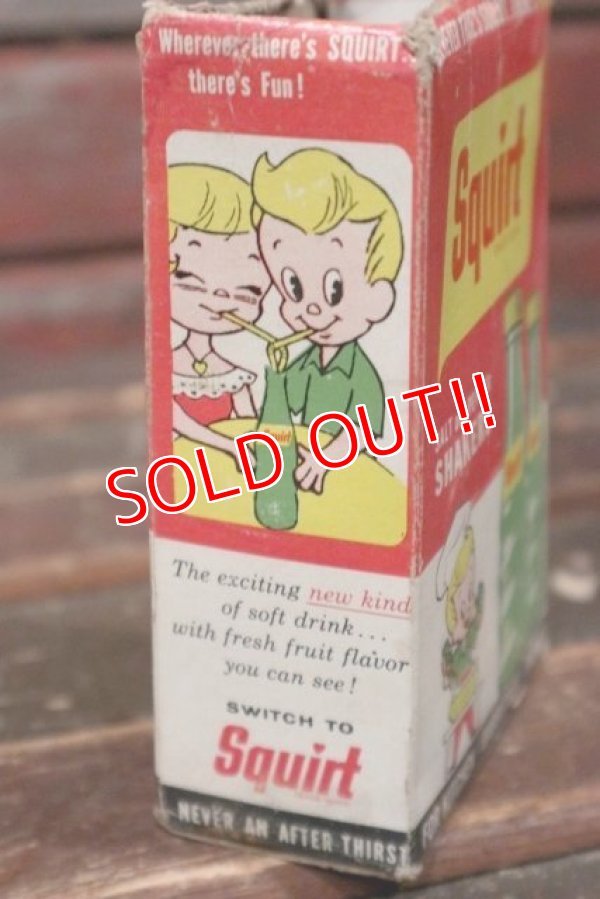 Wherever there's SQUIRT..
there's Fun!
Squirt
Squirt
SOLD OUT!!
The exciting new kind
of soft drink...
with fresh fruit flavor
you can see!
SWITCH TO
Squirt
NEVER AN AFTER THIRST